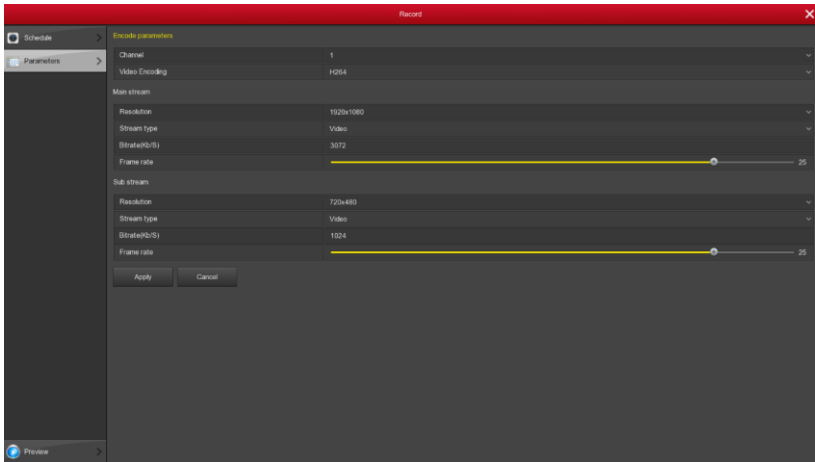 Record
Schedule
Parameters
Encode parameters
Channel 1
Video Encoding H264
Main stream
Resolution 1920x1080
Stream type Video
Bitrate(Kb/S) 3072
Frame rate 25
Sub stream
Resolution 720x480
Stream type Video
Bitrate(Kb/S) 1024
Frame rate 25
Apply Cancel
Preview